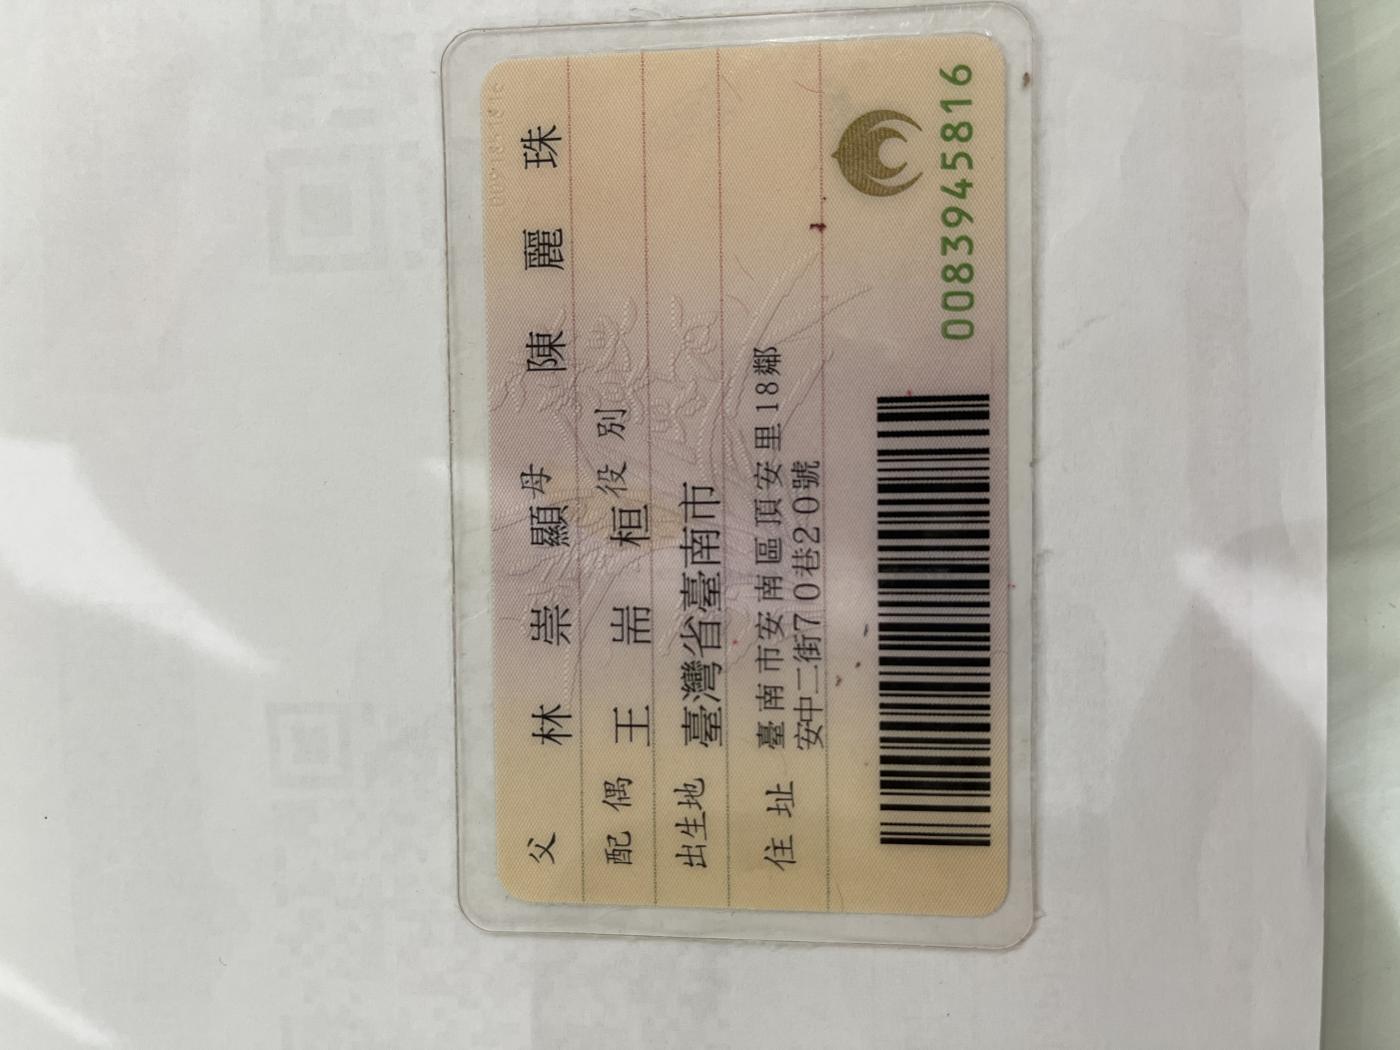 父 林崇顯 母 陳麗珠
配偶 王耑桓 役別
出生地 臺灣省臺南市
住址 臺南市安南區頂安里18鄰
安中二街70巷20號
0083945816